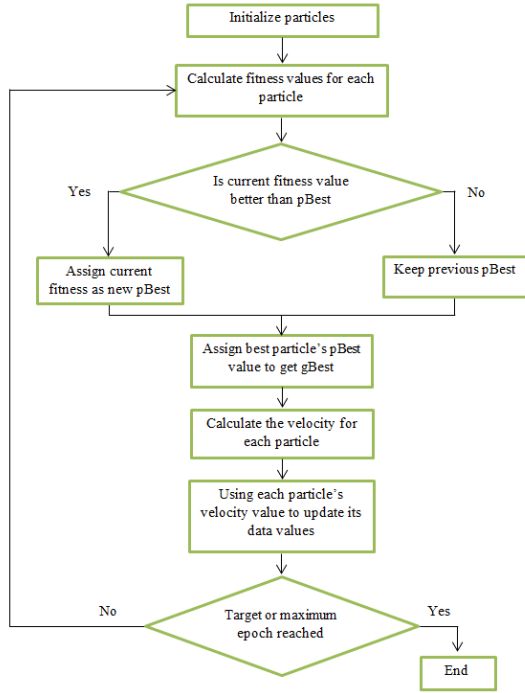 Initialize particles
Calculate fitness values for each
particle
Is current fitness value
better than pBest
Yes
No
Assign current
fitness as new pBest
Keep previous pBest
Assign best particle's pBest
value to get gBest
Calculate the velocity for
each particle
Using each particle's
velocity value to update its
data values
No
Target or maximum
epoch reached
Yes
End